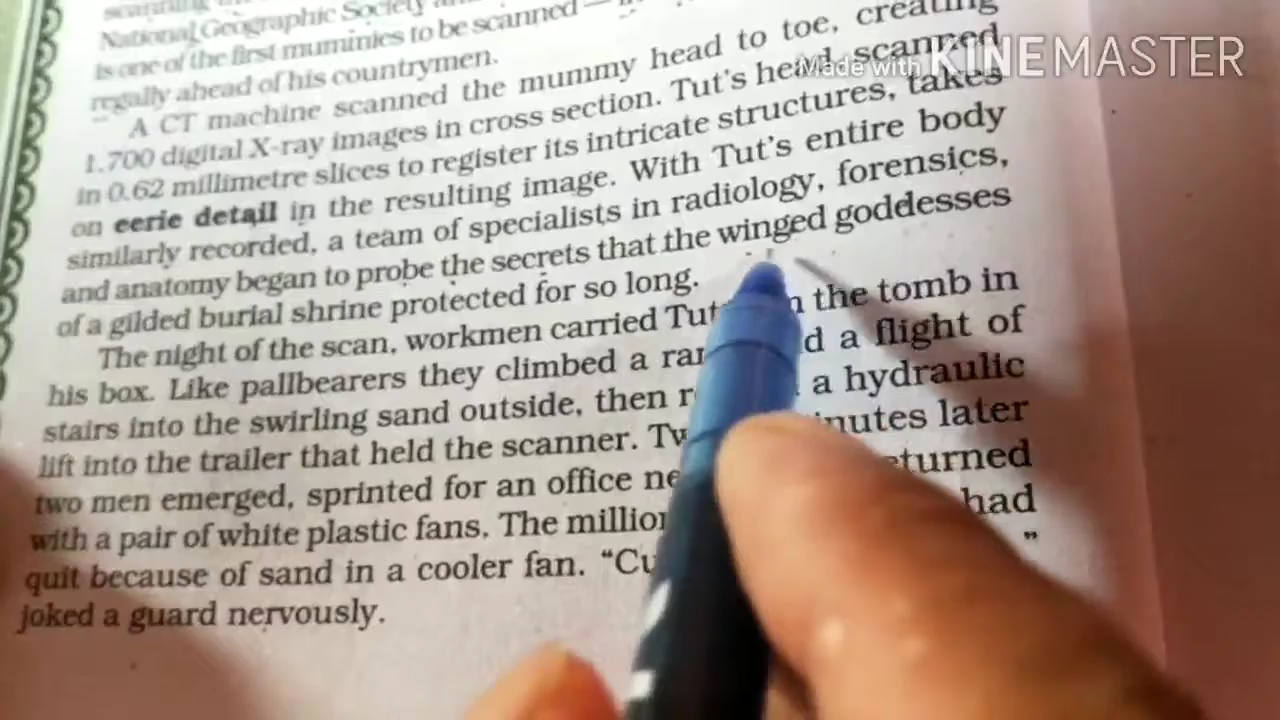 National Geographic Society
is one of the first mummies to be scanned —
regally ahead of his countrymen.
A CT machine scanned the mummy head to toe, creating
1,700 digital X-ray images in cross section. Tut's head, scanned
in 0.62 millimetre slices to register its intricate structures, takes
on eerie detail in the resulting image. With Tut's entire body
similarly recorded, a team of specialists in radiology, forensics,
and anatomy began to probe the secrets that the winged goddesses
of a gilded burial shrine protected for so long.
The night of the scan, workmen carried Tut the tomb in
his box. Like pallbearers they climbed a a flight of
stairs into the swirling sand outside, then a hydraulic
lift into the trailer that held the scanner. later
two men emerged, sprinted for an office
with a pair of white plastic fans. The had
quit because of sand in a cooler fan. "
joked a guard nervously.
Made with KINEMASTER